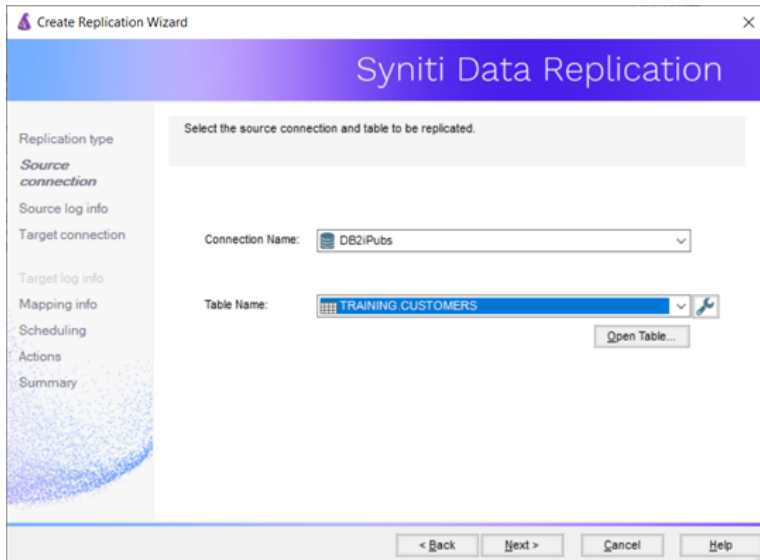 Create Replication Wizard
Syniti Data Replication
Replication type
Source
connection
Source log info
Target connection
Target log info
Mapping info
Scheduling
Actions
Summary
Select the source connection and table to be replicated.
Connection Name:
DB2iPubs
Table Name:
TRAINING.CUSTOMERS
Open Table...
< Back
Next >
Cancel
Help